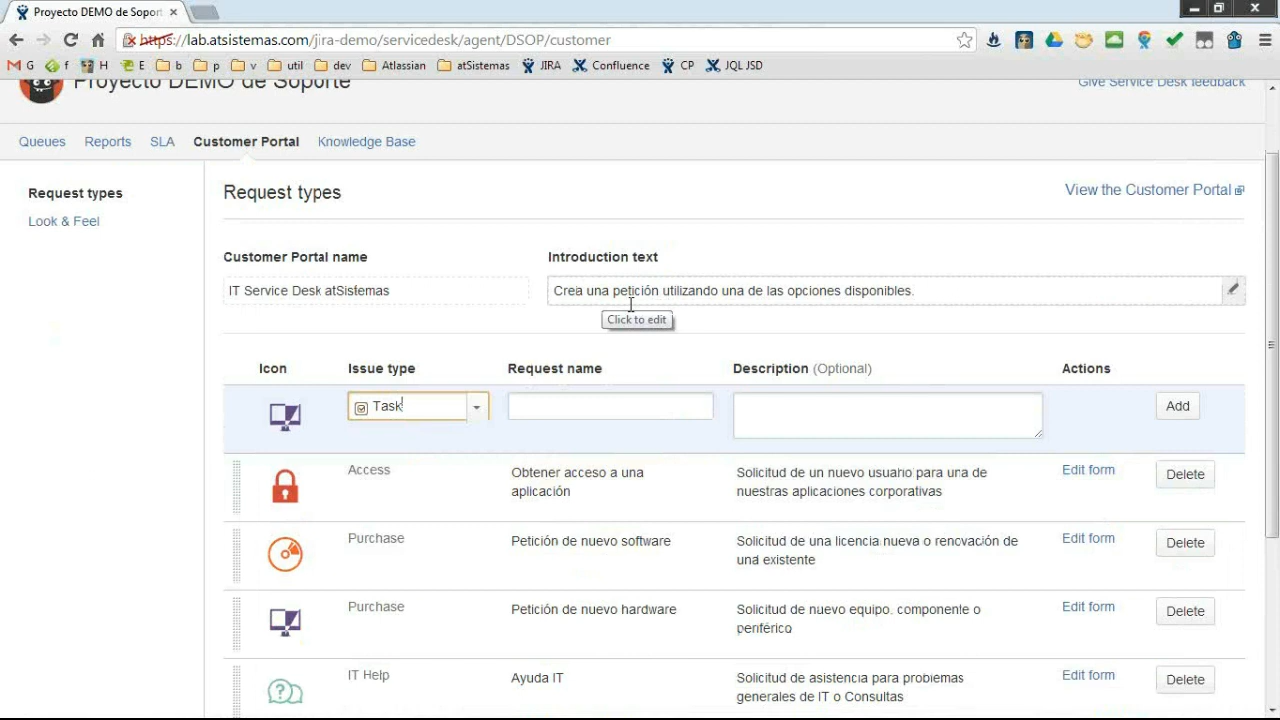 Proyecto DEMO de Soport
https://lab.atsistemas.com/jira-demo/servicedesk/agent/DSOP/customer
G f H E b p v util dev Atlassian atSistemas JIRA Confluence CP JQL JSD
Proyecto DEMO de Soporte
Give Service Desk feedback
Queues Reports SLA Customer Portal Knowledge Base
Request types
Look & Feel
Request types
View the Customer Portal
Customer Portal name
Introduction text
IT Service Desk atSistemas
Crea una petición utilizando una de las opciones disponibles.
Click to edit
Icon Issue type Request name Description (Optional) Actions
Task
Add
Access
Obtener acceso a una
aplicación
Solicitud de un nuevo usuario para una de
nuestras aplicaciones corporativas
Edit form
Delete
Purchase
Petición de nuevo software
Solicitud de una licencia nueva o renovación de
una existente
Edit form
Delete
Purchase
Petición de nuevo hardware
Solicitud de nuevo equipo. componente o
periférico
Edit form
Delete
IT Help
Ayuda IT
Solicitud de asistencia para problemas
generales de IT o Consultas
Edit form
Delete